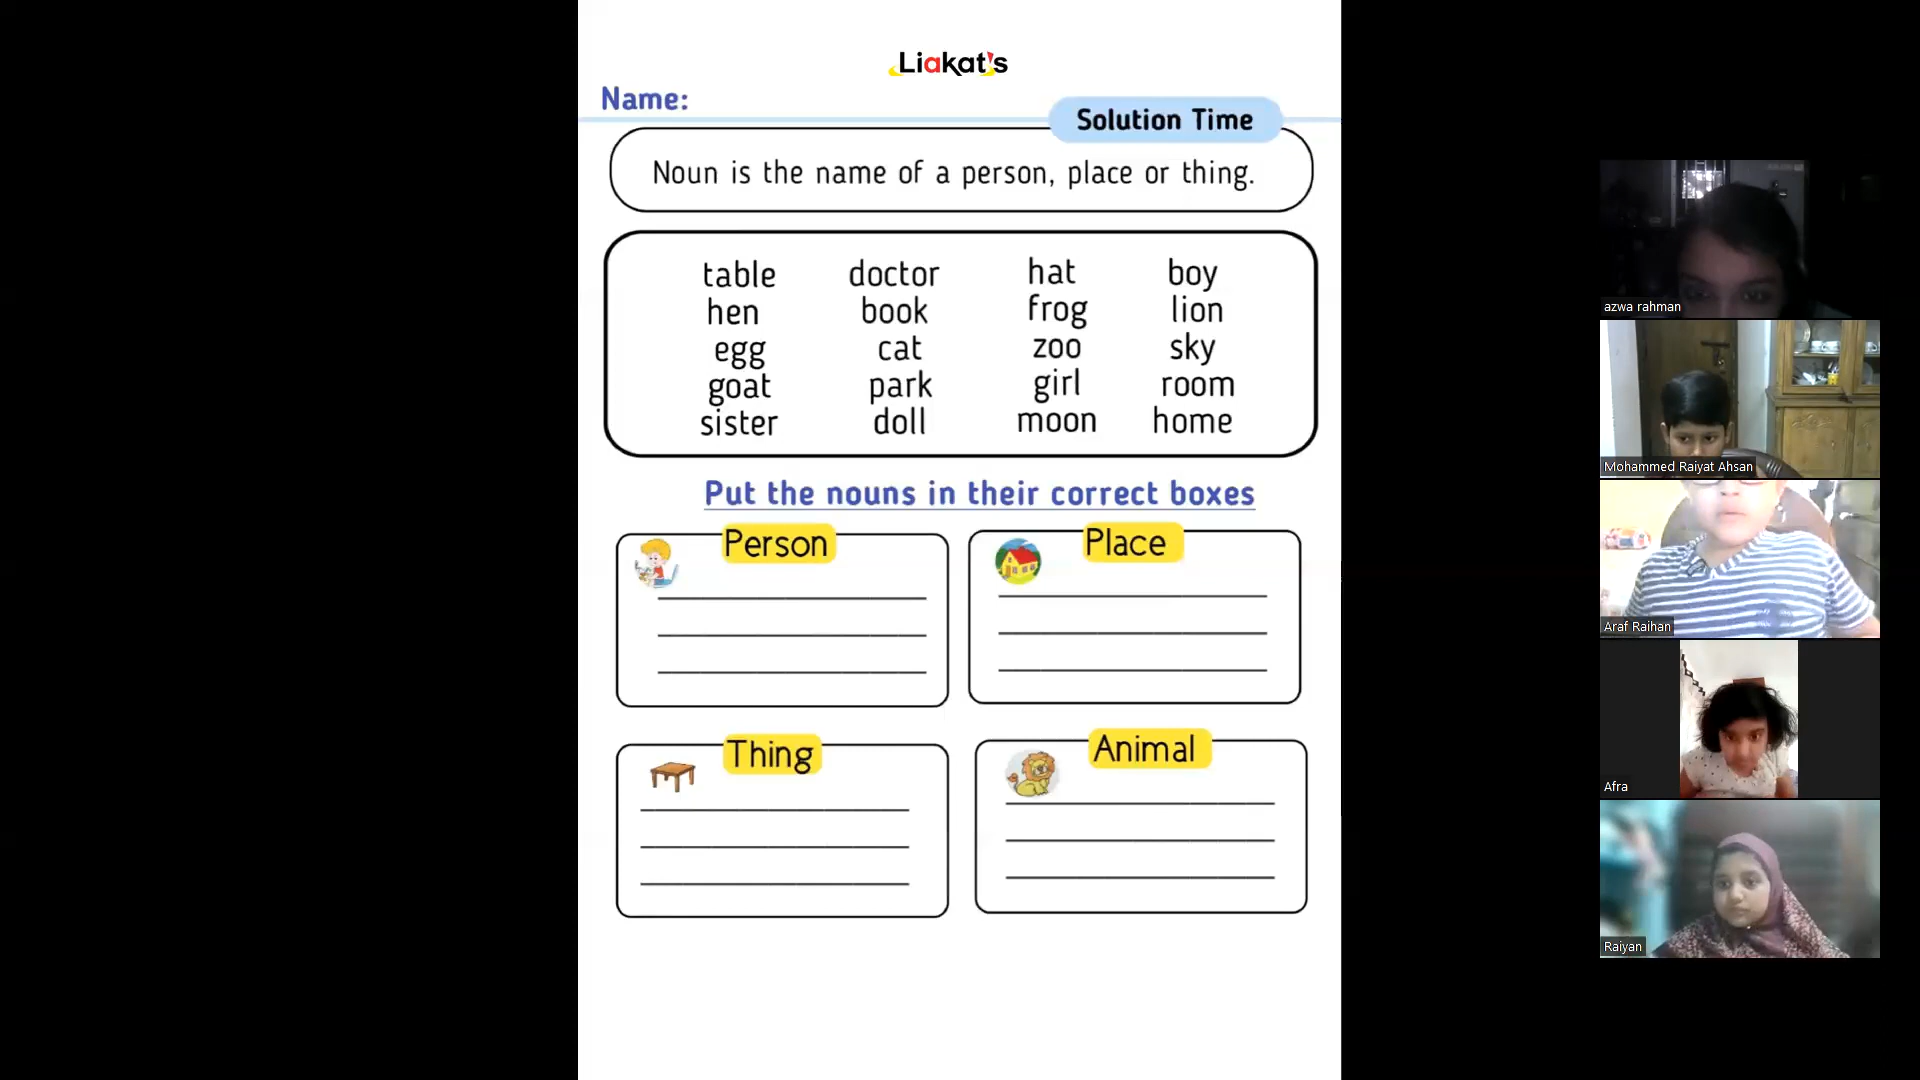 Liakat's
Name:
Solution Time
Noun is the name of a person, place or thing.
table doctor hat boy
hen book frog lion
egg cat zoo sky
goat park girl room
sister doll moon home
Put the nouns in their correct boxes
Person
Place
Thing
Animal
azwa rahman
Mohammed Raiyat Ahsan
Araf Raihan
Afra
Raiyan